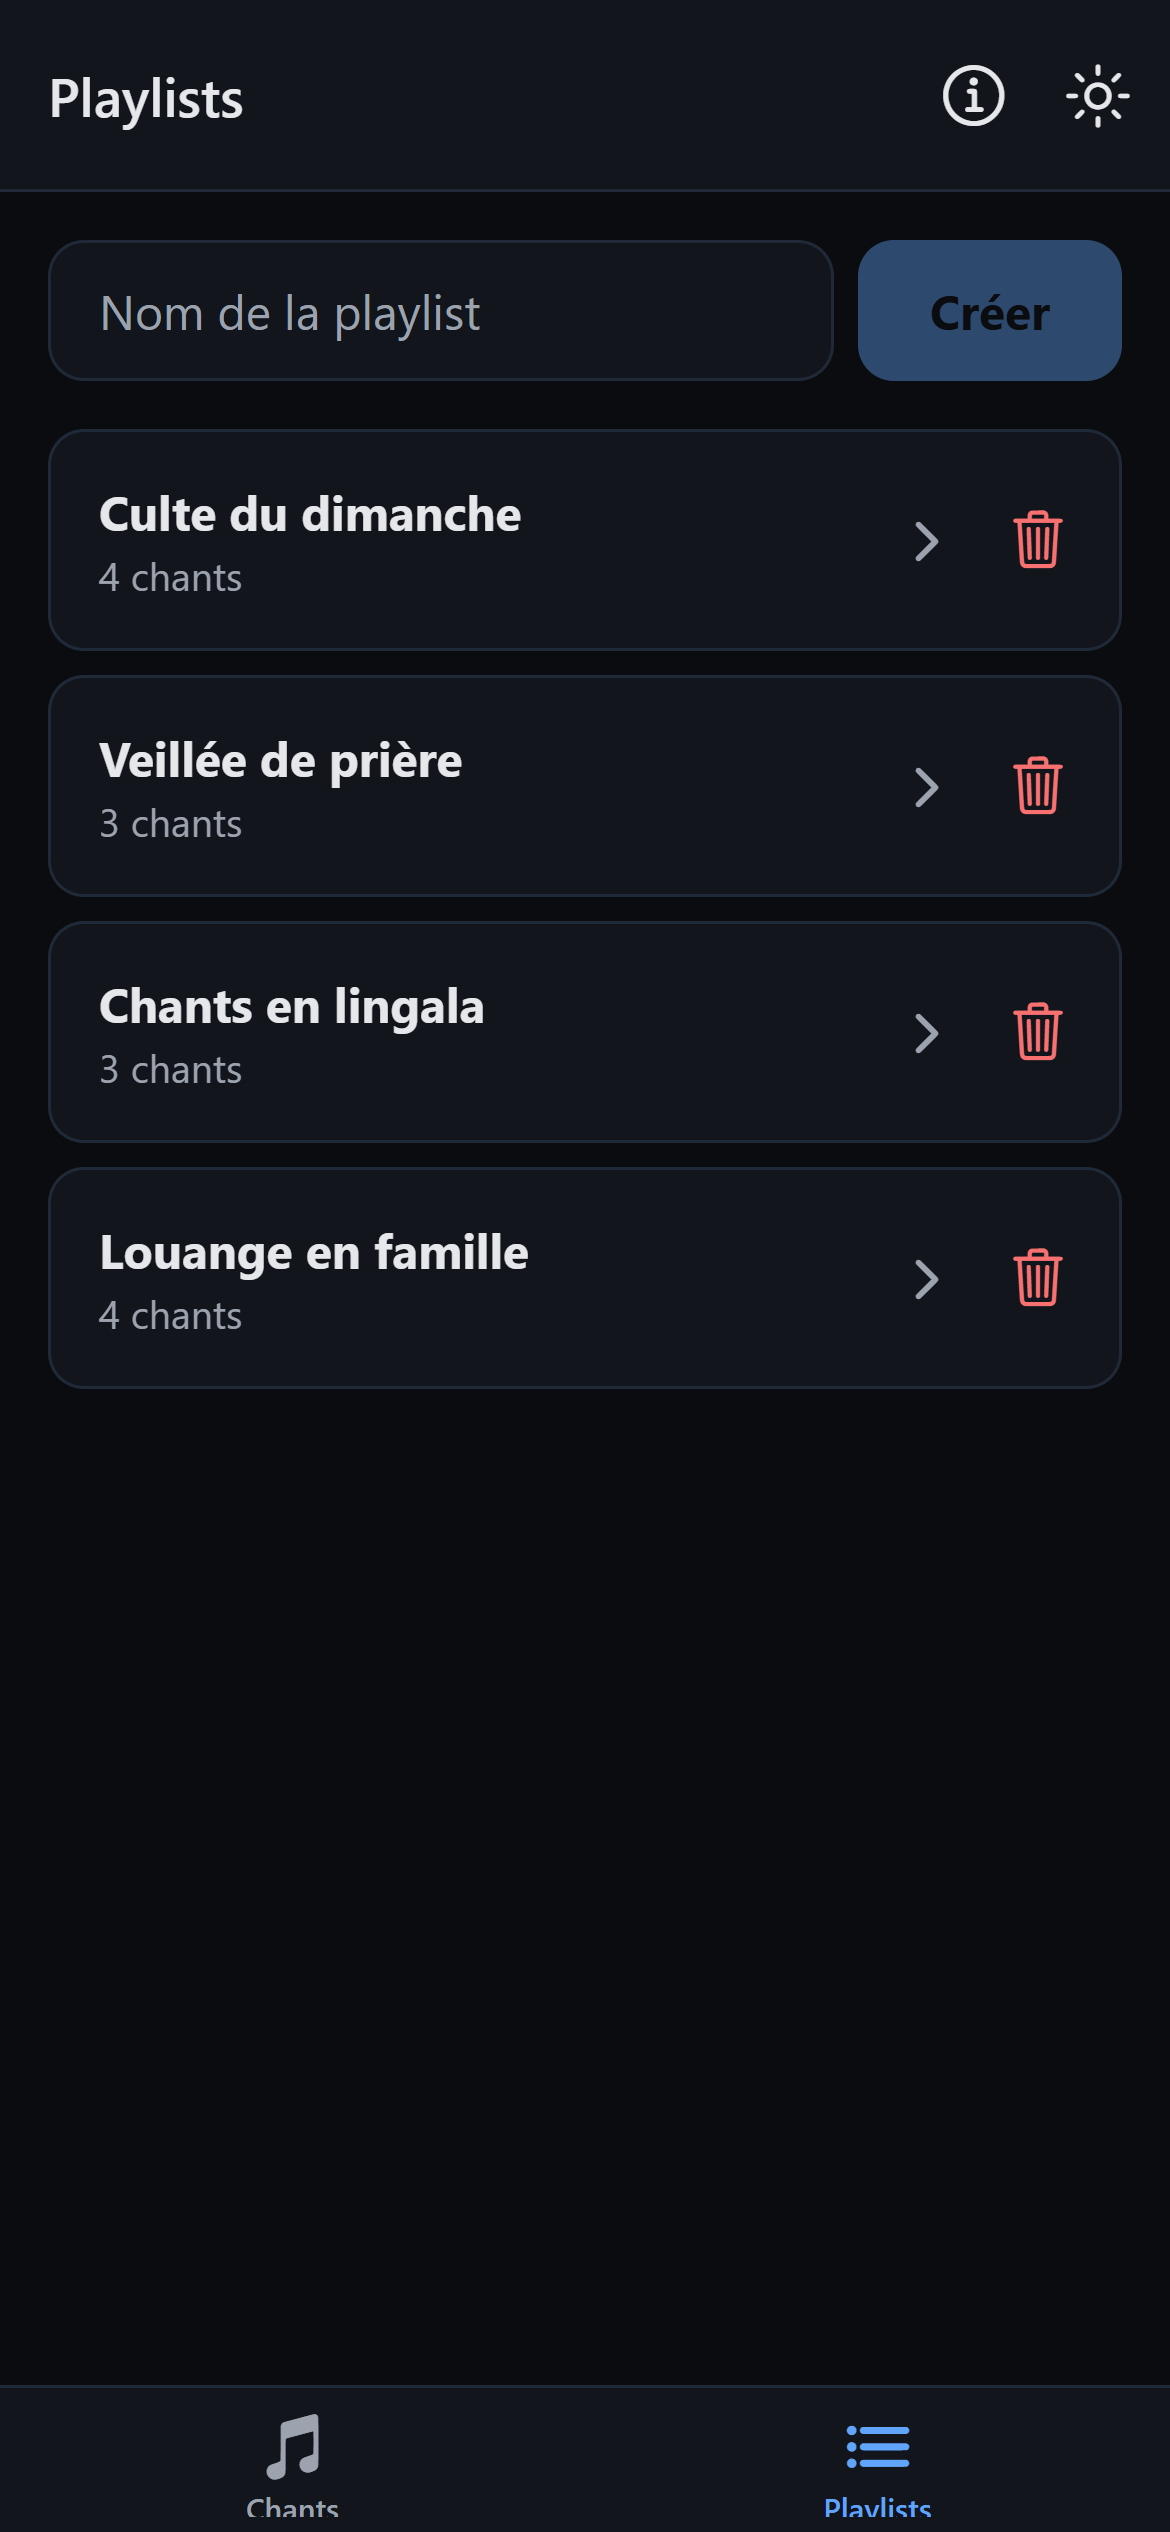 Playlists
Nom de la playlist
Créer
Culte du dimanche
4 chants
Veillée de prière
3 chants
Chants en lingala
3 chants
Louange en famille
4 chants
Chants
Playlists